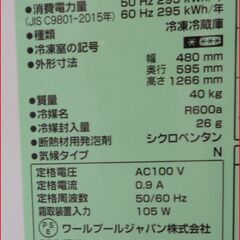 消費電力量 50 Hz 295 kWh/年
(JIS C9801-2015年) 60 Hz 295 kWh/年
種類 冷凍冷蔵庫
冷凍室の記号
外形寸法 幅 480 mm
奥行 595 mm
高さ 1266 mm
質量 40 kg
冷媒名 R600a
冷媒封入量 26 g
断熱材用発泡剤 シクロペンタン
気候タイプ N
定格電圧 AC100 V
定格電流 0.9 A
定格周波数 50/60 Hz
霜取装置入力 105 W
PSE ワールプールジャパン株式会社